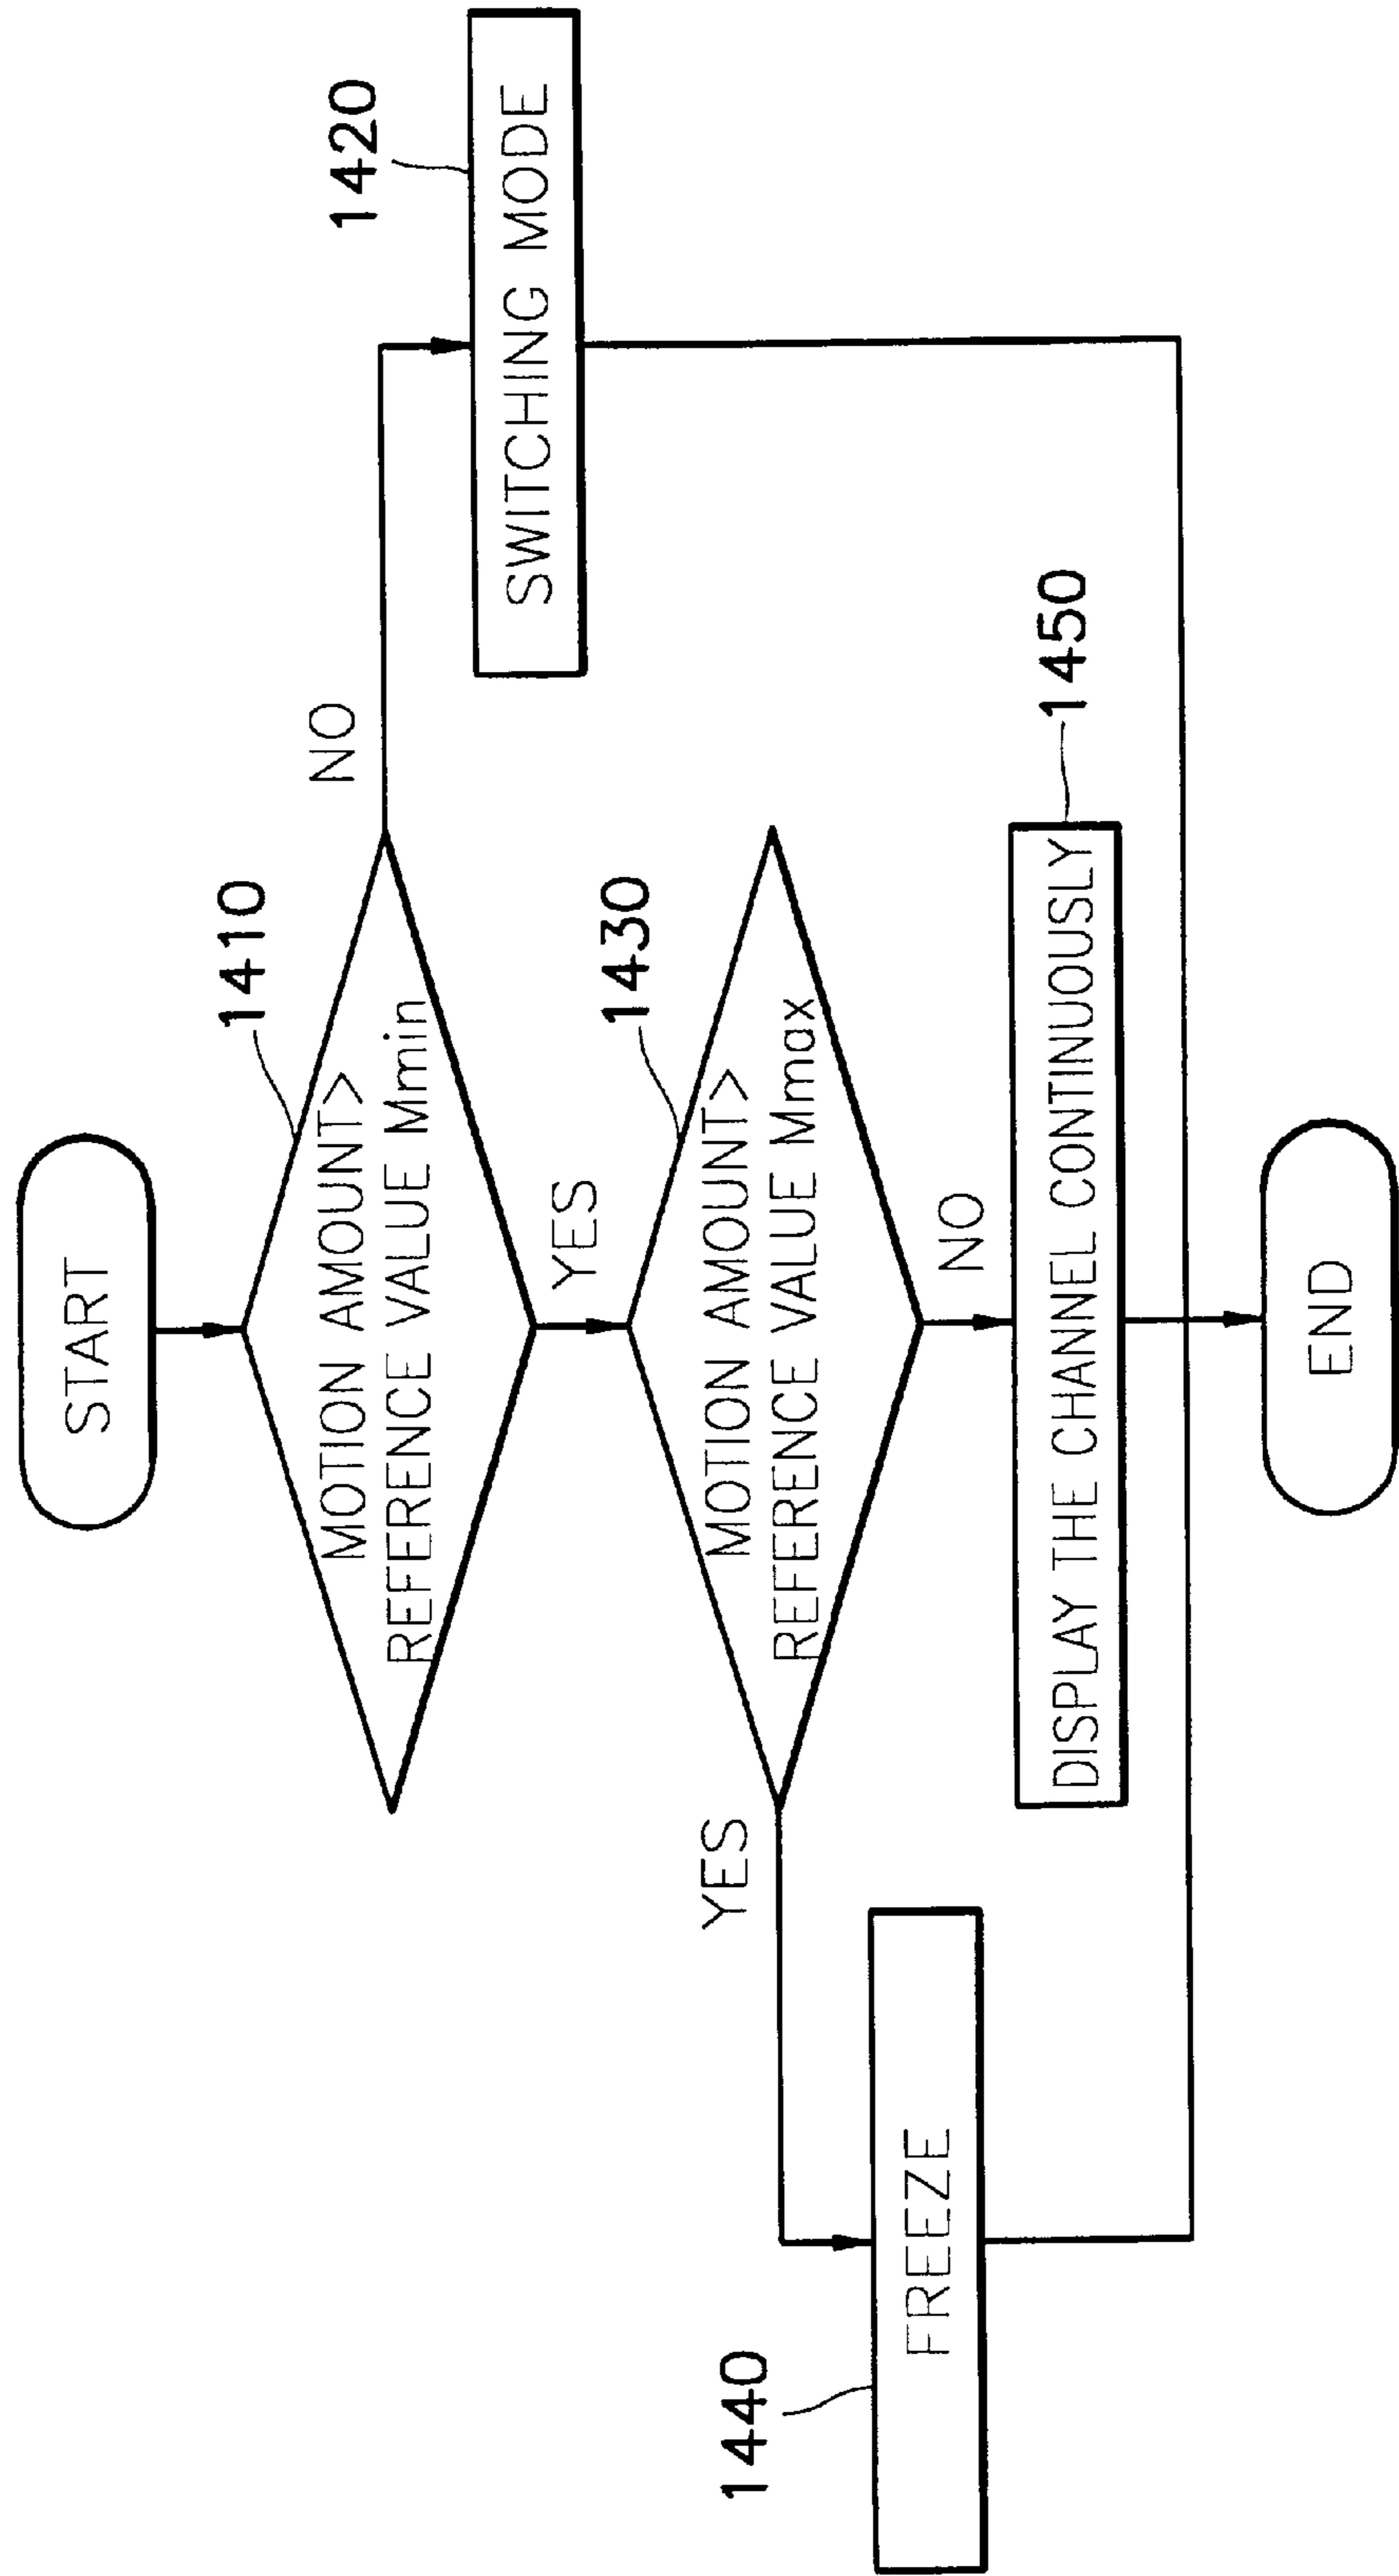 START
1410
MOTION AMOUNT>
REFERENCE VALUE Mmin
NO
1420
SWITCHING MODE
YES
1430
MOTION AMOUNT>
REFERENCE VALUE Mmax
YES
1440
FREEZE
NO
1450
DISPLAY THE CHANNEL CONTINUOUSLY
END